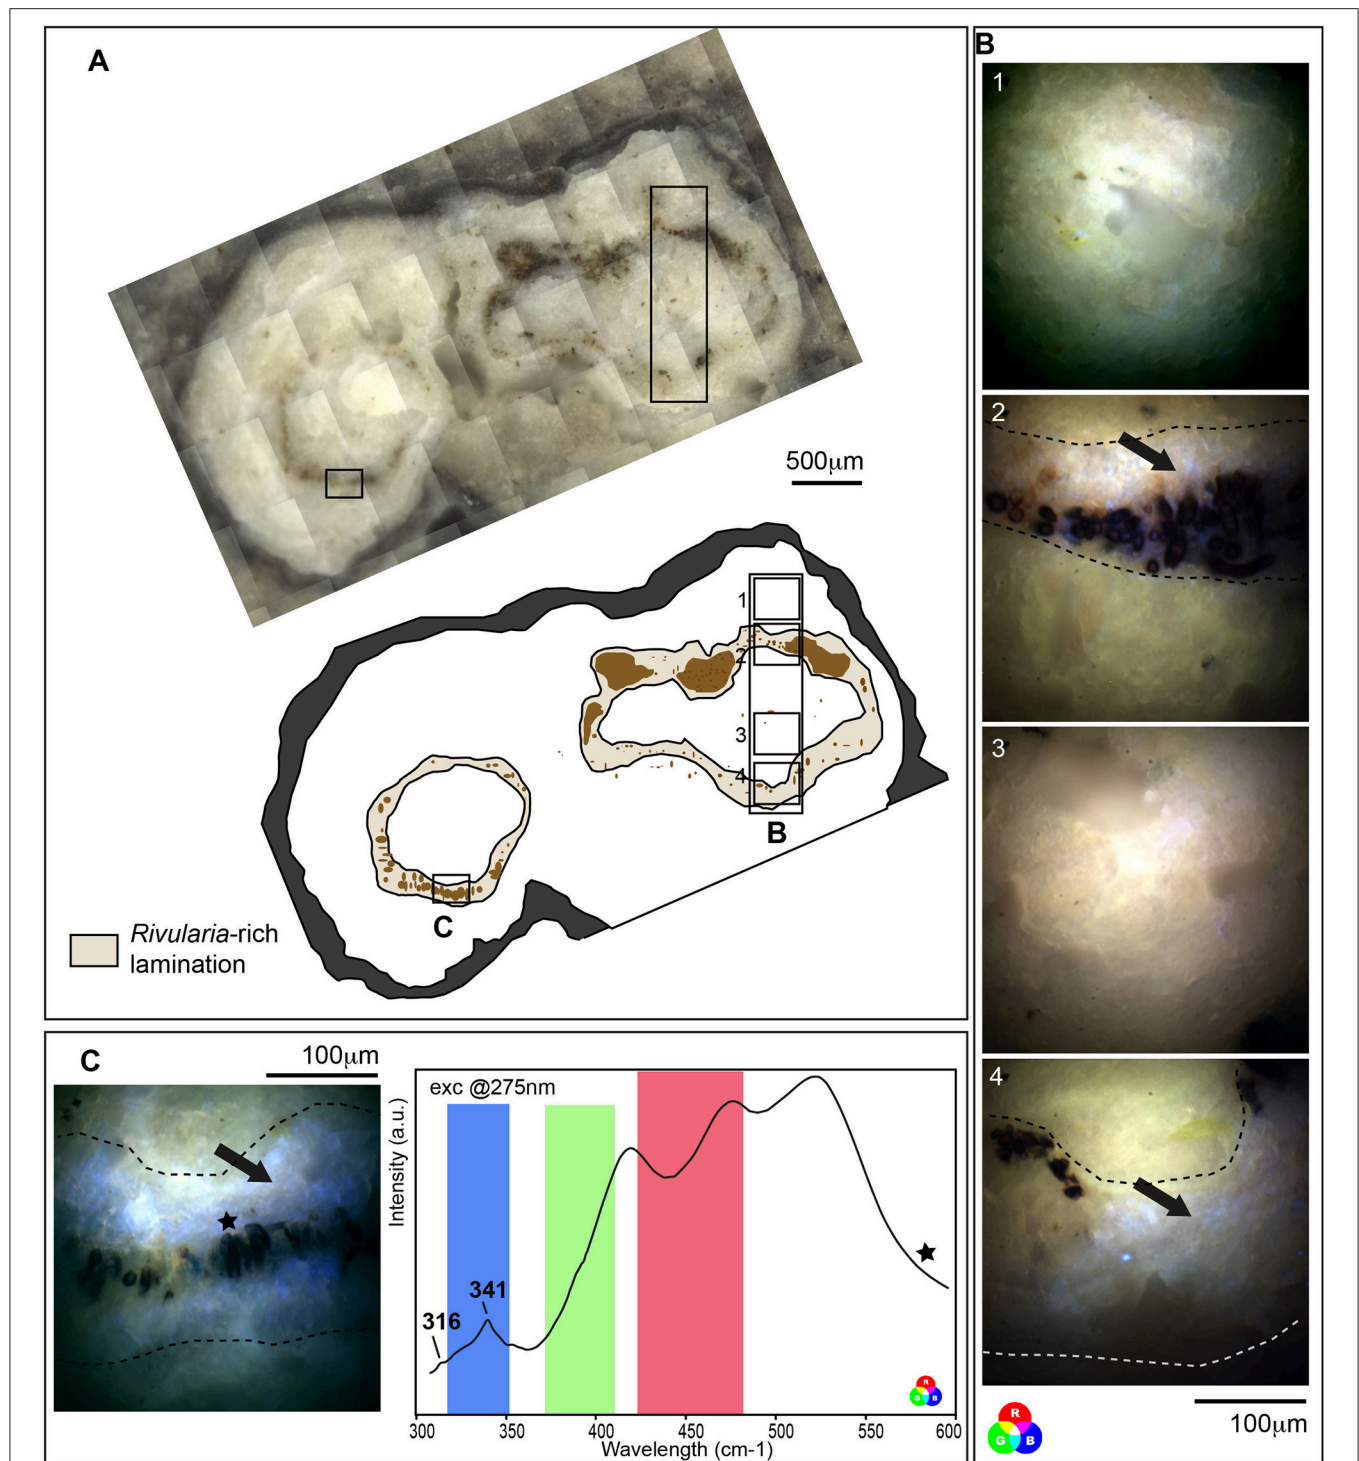 A
500μm
1
2
3
4
B
C
Rivularia-rich
lamination
B
1
2
3
4
R
G B
100μm
C
100μm
exc @275nm
Intensity (a.u.)
341
316
R
G B
300 350 400 450 500 550 600
Wavelength (cm-1)